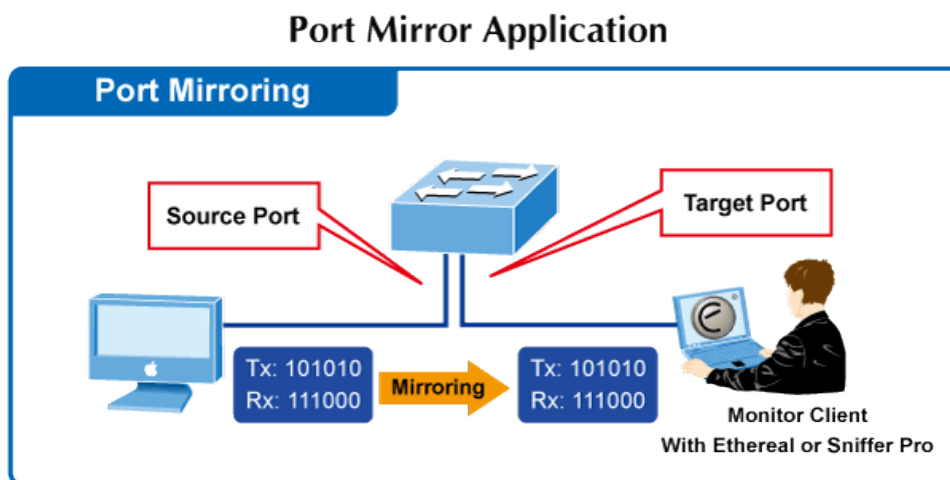 Port Mirror Application
Port Mirroring
Source Port
Target Port
Tx: 101010
Rx: 111000
Mirroring
Tx: 101010
Rx: 111000
Monitor Client
With Ethereal or Sniffer Pro